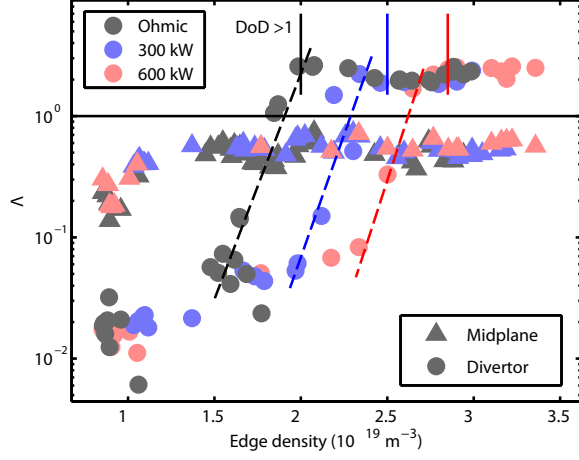 Ohmic
300 kW
600 kW
DoD >1
10⁰
10⁻¹
10⁻²
Λ
Midplane
Divertor
1 1.5 2 2.5 3 3.5
Edge density (10 ¹⁹ m⁻³)